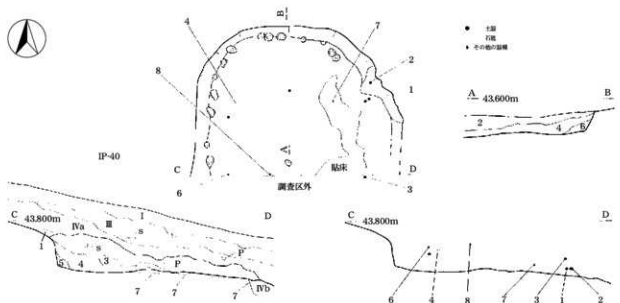 B
4
7
8
2
1
A
C
D
6
3
IP-40
貼床
調査区外
土器
石器
その他の遺構
A 43.600m B
2 4 6
C 43.800m D
Ⅳa Ⅲ Ⅰ
s
s P
1
5 4 3 P
7 7 7 Ⅳb
C 43.800m D
6 4 8 7 3 2